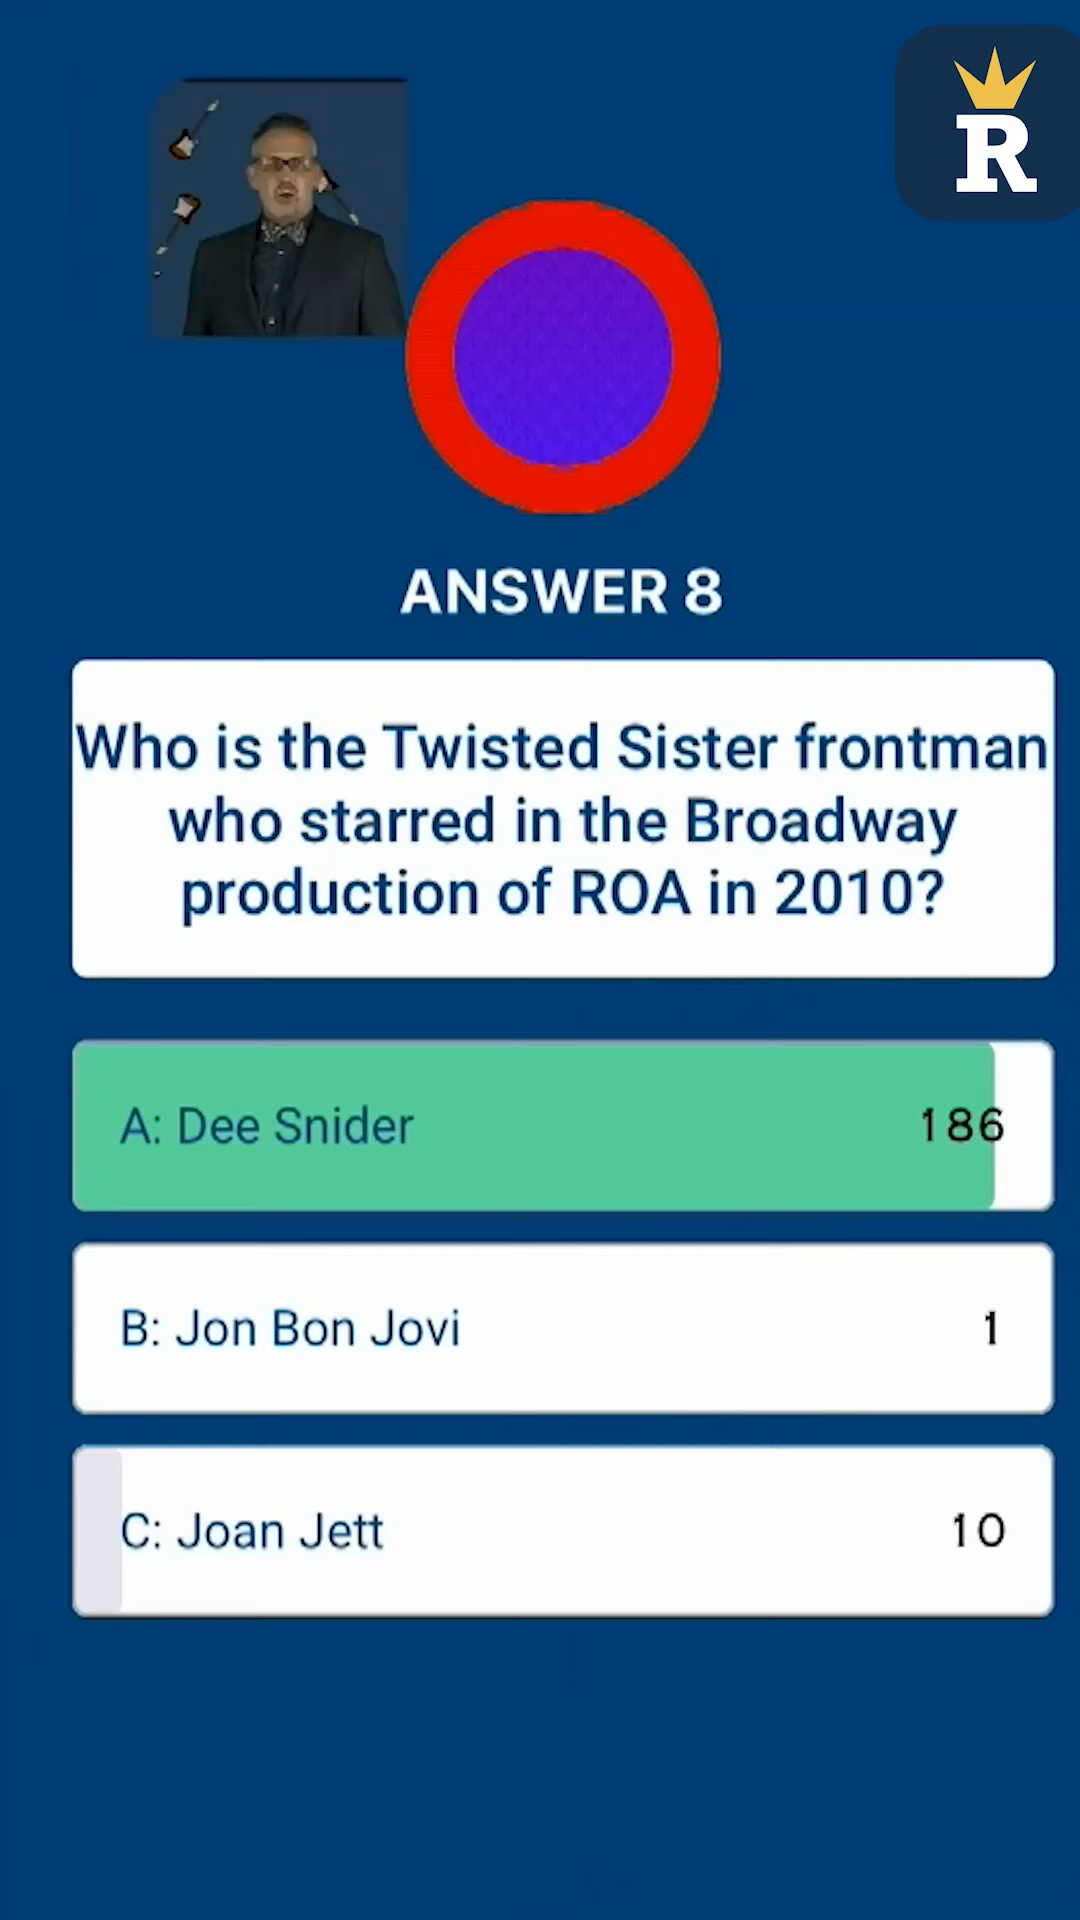 R
ANSWER 8
Who is the Twisted Sister frontman
who starred in the Broadway
production of ROA in 2010?
A: Dee Snider 186
B: Jon Bon Jovi 1
C: Joan Jett 10